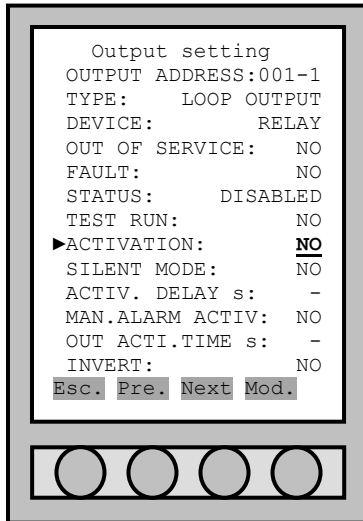 Output setting
OUTPUT ADDRESS:001-1
TYPE: LOOP OUTPUT
DEVICE: RELAY
OUT OF SERVICE: NO
FAULT: NO
STATUS: DISABLED
TEST RUN: NO
►ACTIVATION: NO
SILENT MODE: NO
ACTIV. DELAY s: -
MAN.ALARM ACTIV: NO
OUT ACTI.TIME s: -
INVERT: NO
Esc. Pre. Next Mod.